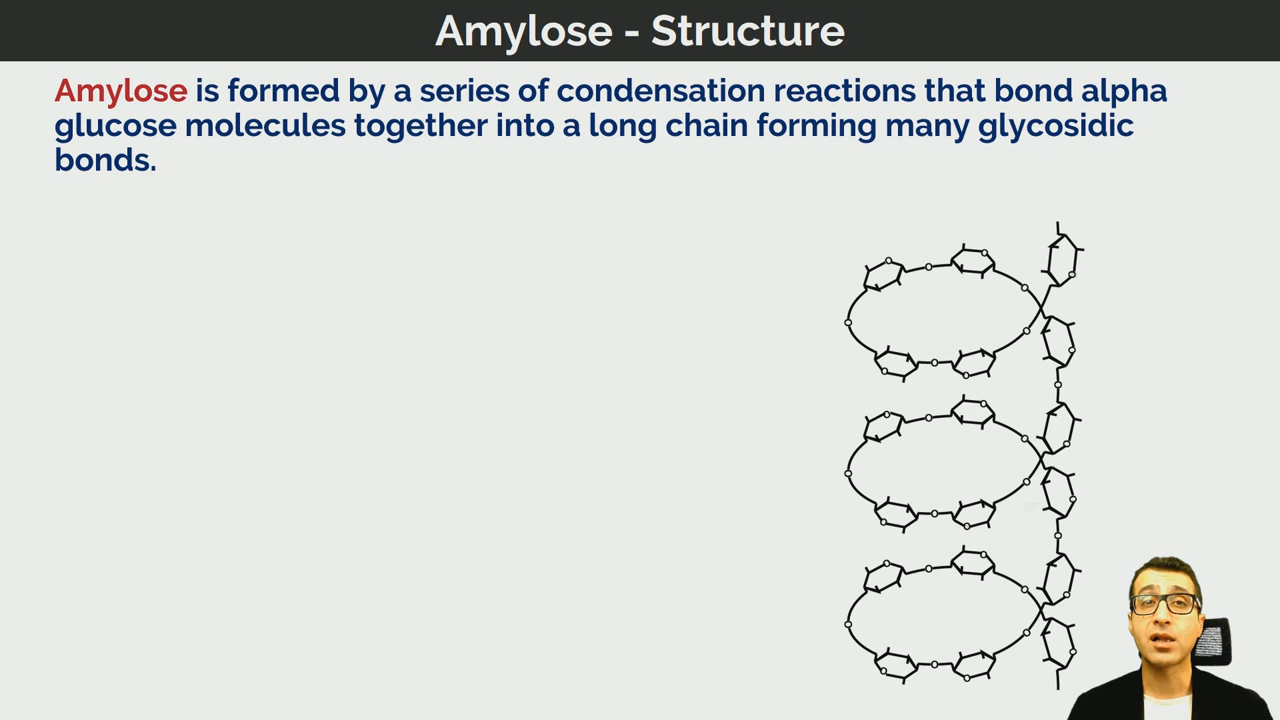 Amylose - Structure
Amylose is formed by a series of condensation reactions that bond alpha
glucose molecules together into a long chain forming many glycosidic
bonds.